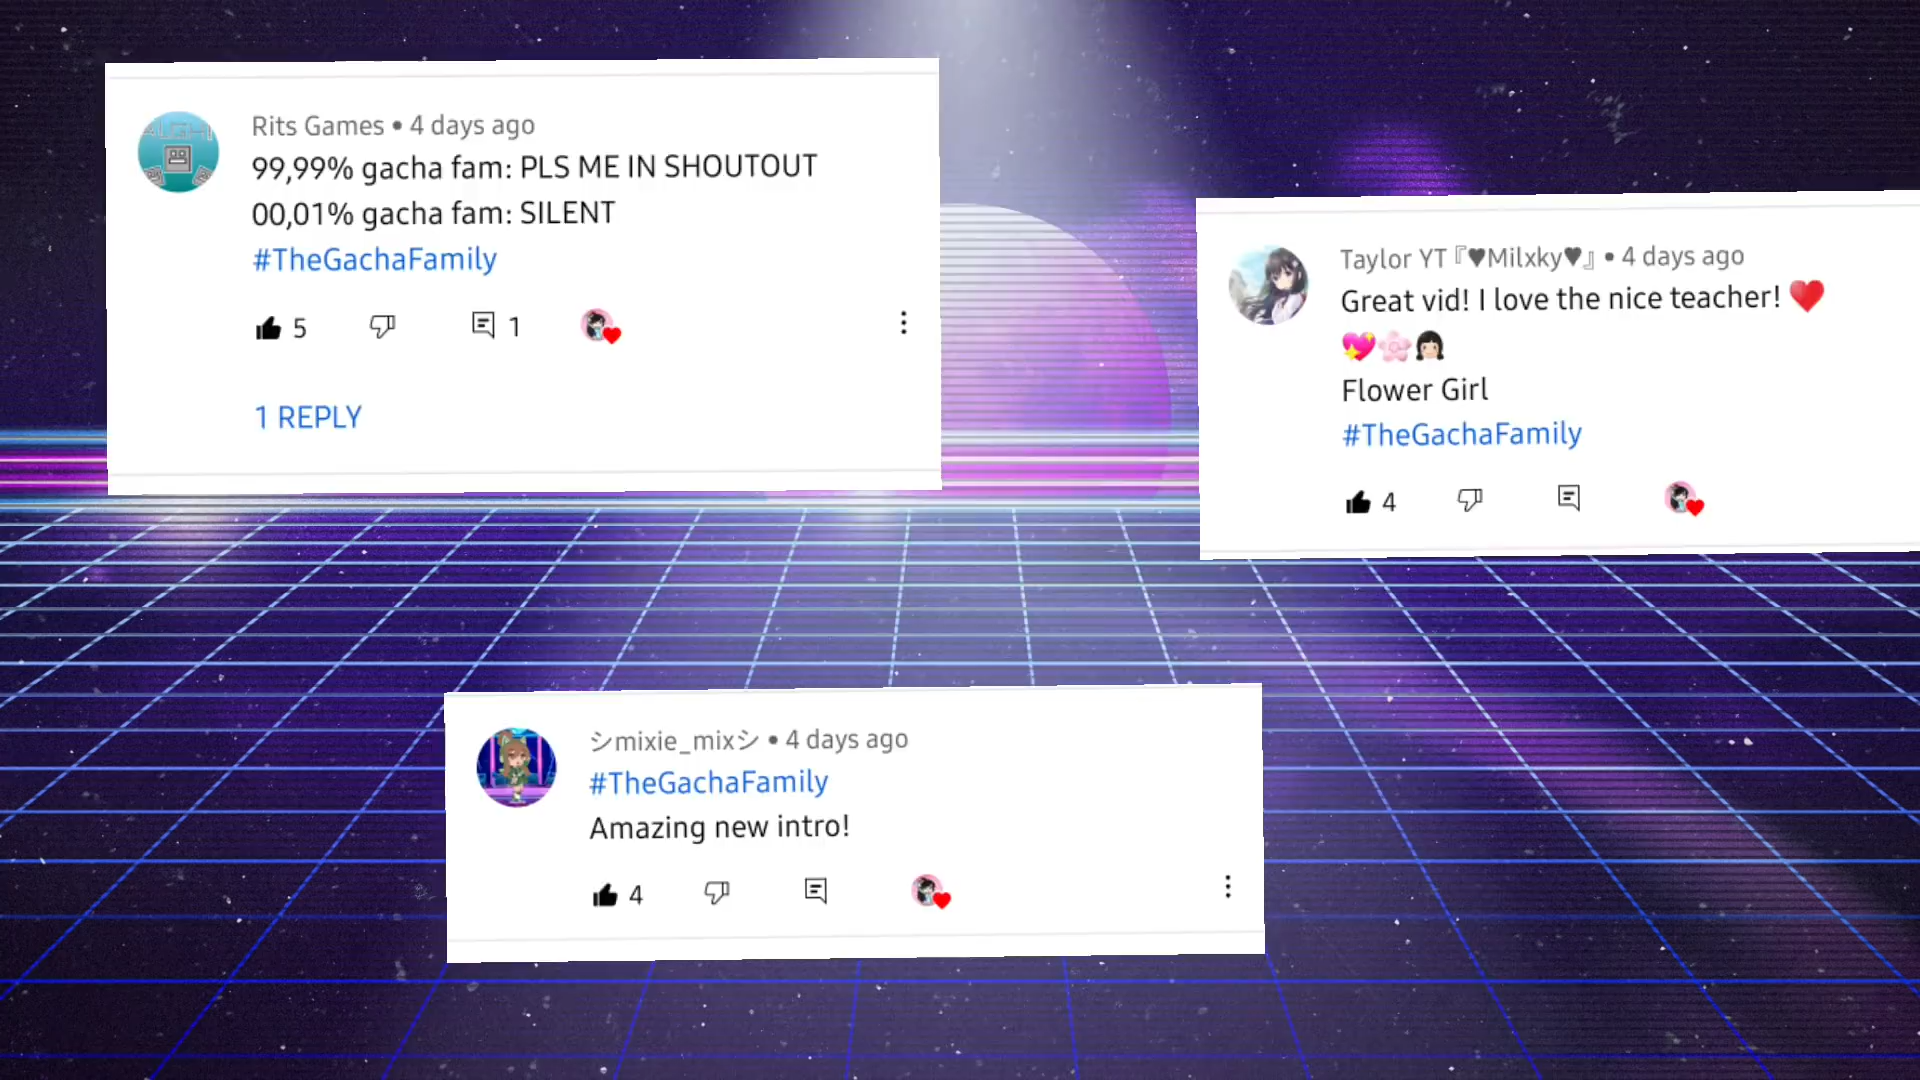 Rits Games • 4 days ago
99,99% gacha fam: PLS ME IN SHOUTOUT
00,01% gacha fam: SILENT
#TheGachaFamily
5
1
1 REPLY
Taylor YT『♥Milxky♥』 • 4 days ago
Great vid! I love the nice teacher! ❤️
💖🌸👧🏻
Flower Girl
#TheGachaFamily
4
シmixie_mixシ • 4 days ago
#TheGachaFamily
Amazing new intro!
4